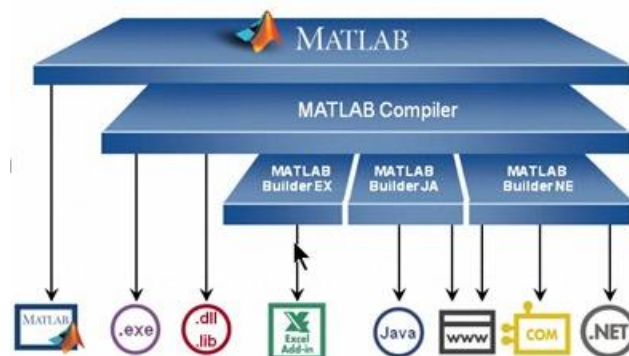 MATLAB
MATLAB Compiler
MATLAB
Builder EX
MATLAB
Builder JA
MATLAB
Builder NE
MATLAB
.exe
.dll
.lib
Excel
Add-in
Java
www
COM
.NET